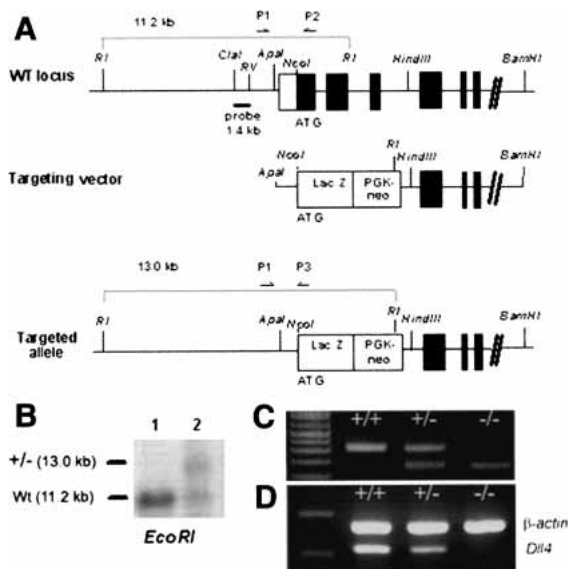 A
11.2 kb
P1
P2
RI
ClaI
RV
ApaI
NcoI
RI
HindIII
BamHI
WT locus
ATG
probe
1.4 kb
Targeting vector
ApaI
NcoI
Lac Z
PGK-
neo
RI
HindIII
BamHI
ATG
13.0 kb
P1
P3
RI
ApaI
NcoI
RI
HindIII
BamHI
Targeted
allele
Lac Z
PGK-
neo
ATG
B
1
2
+/- (13.0 kb)
Wt (11.2 kb)
EcoRI
C
+/+
+/-
-/-
D
+/+
+/-
-/-
β-actin
Dll4